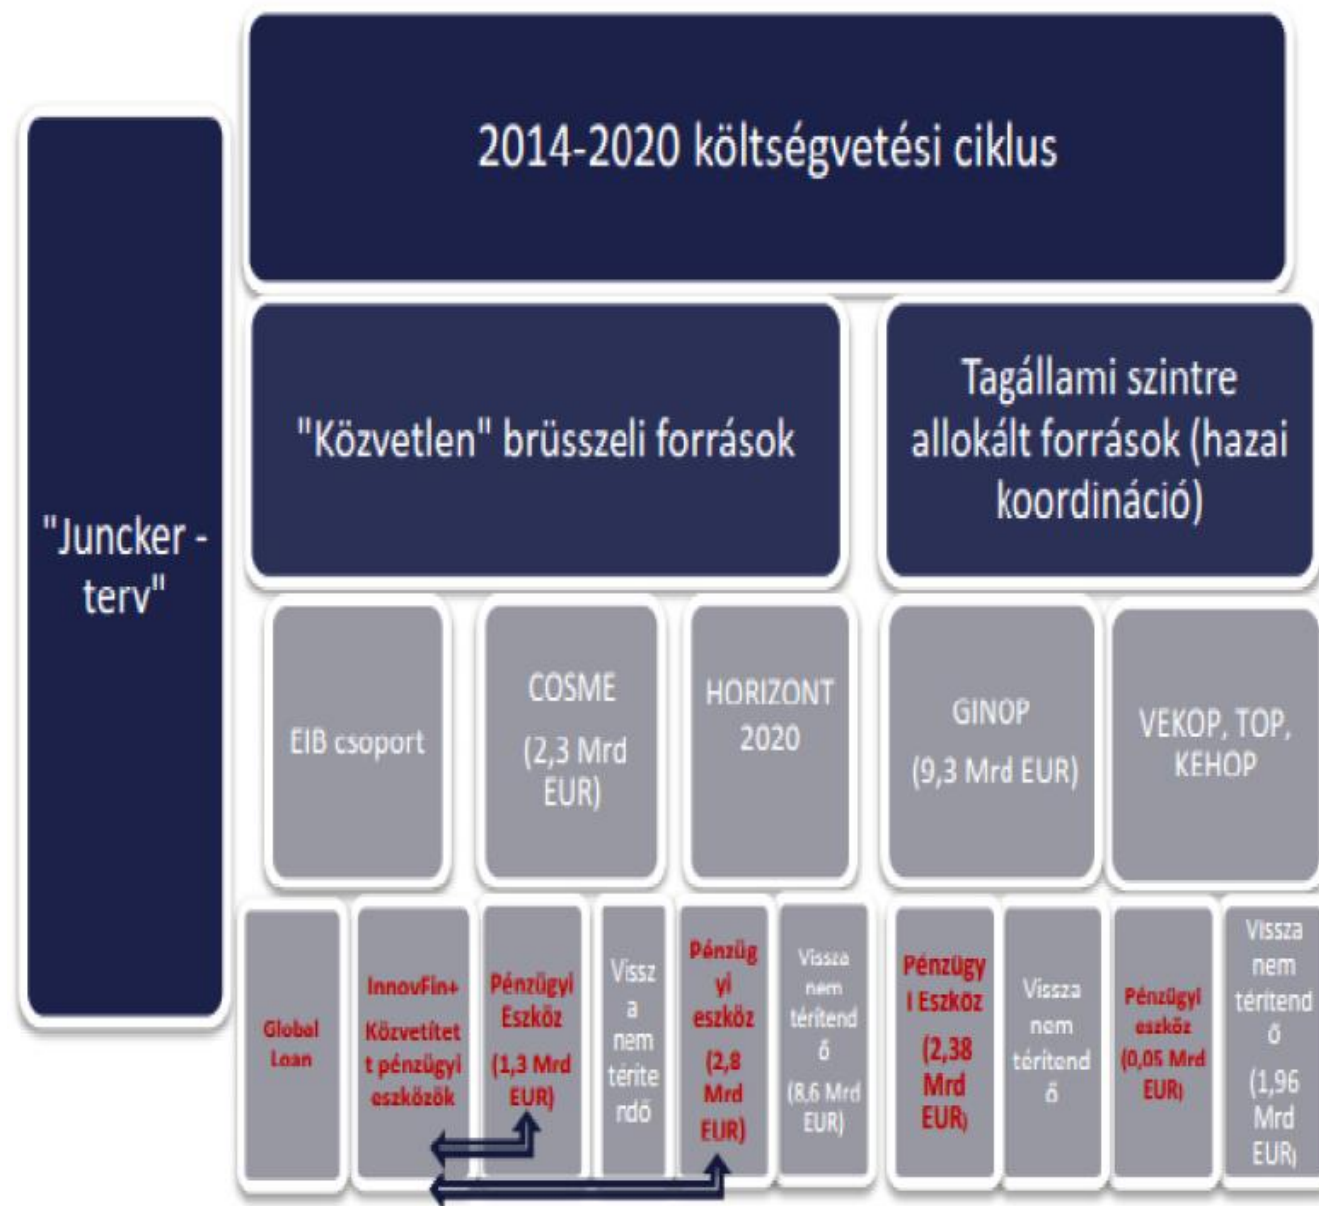 2014-2020 költségvetési ciklus
"Juncker -
terv"
"Közvetlen" brüsszeli források
Tagállami szintre
allokált források (hazai
koordináció)
EIB csoport
COSME
(2,3 Mrd
EUR)
HORIZONT
2020
GINOP
(9,3 Mrd EUR)
VEKOP, TOP,
KEHOP
Global
Loan
InnovFin+
Közvetítet
t pénzügyi
eszközök
Pénzügyi
Eszköz
(1,3 Mrd
EUR)
Vissz
a
nem
téríte
ndő
Pénzüg
yi
eszköz
(2,8
Mrd
EUR)
Vissza
nem
térítend
ő
(8,6 Mrd
EUR)
Pénzügy
i Eszköz
(2,38
Mrd
EUR)
Vissza
nem
térítend
ő
Pénzügyi
eszköz
(0,05 Mrd
EUR)
Vissza
nem
térítend
ő
(1,96
Mrd
EUR)